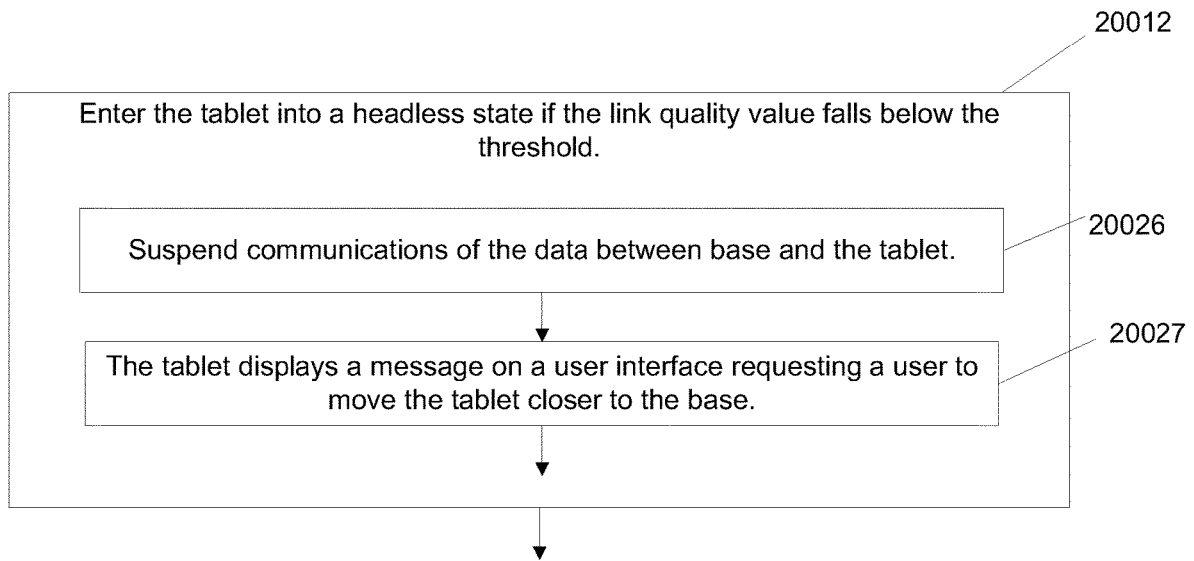 20012
Enter the tablet into a headless state if the link quality value falls below the
threshold.
Suspend communications of the data between base and the tablet.
20026
20027
The tablet displays a message on a user interface requesting a user to
move the tablet closer to the base.